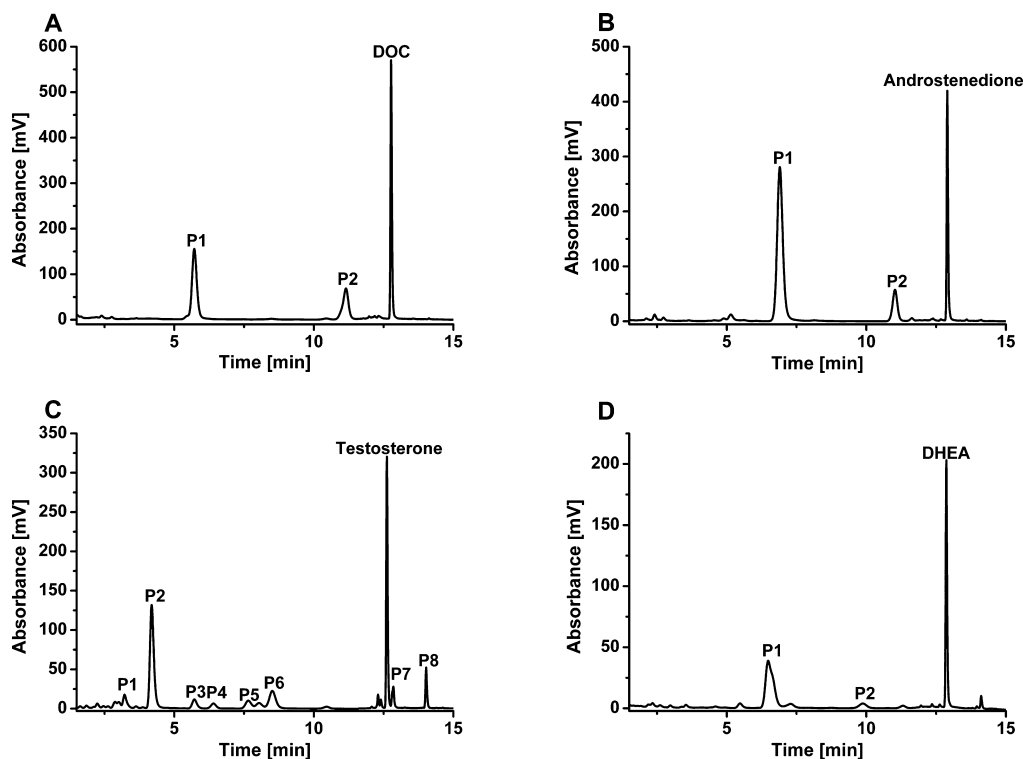 A
600
500
400
300
200
100
0
Absorbance [mV]
DOC
P1
P2
5
10
15
Time [min]
B
500
400
300
200
100
0
Absorbance [mV]
Androstenedione
P1
P2
5
10
15
Time [min]
C
350
300
250
200
150
100
50
0
Absorbance [mV]
Testosterone
P1
P2
P3
P4
P5
P6
P7
P8
5
10
15
Time [min]
D
200
150
100
50
0
Absorbance [mV]
DHEA
P1
P2
5
10
15
Time [min]